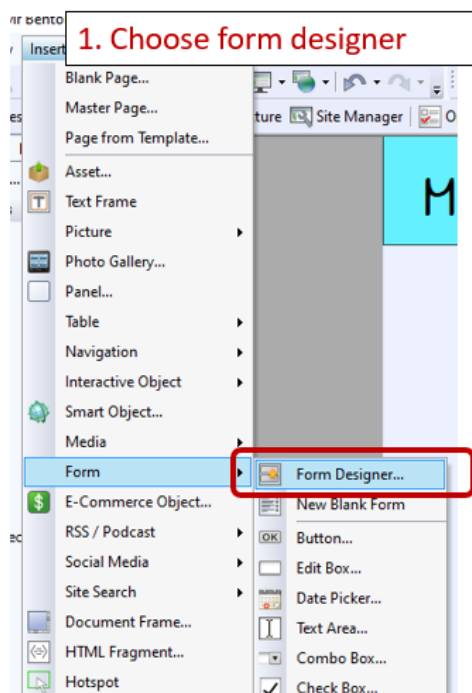 1. Choose form designer
Inser
Blank Page...
Master Page...
Page from Template...
ture Site Manager O
Asset...
Text Frame
M
Picture
Photo Gallery...
Panel...
Table
Navigation
Interactive Object
Smart Object...
Media
Form
Form Designer...
E-Commerce Object...
New Blank Form
RSS / Podcast
OK Button...
Social Media
Edit Box...
Site Search
Date Picker...
Document Frame...
Text Area...
HTML Fragment...
Combo Box...
Hotspot
Check Box...